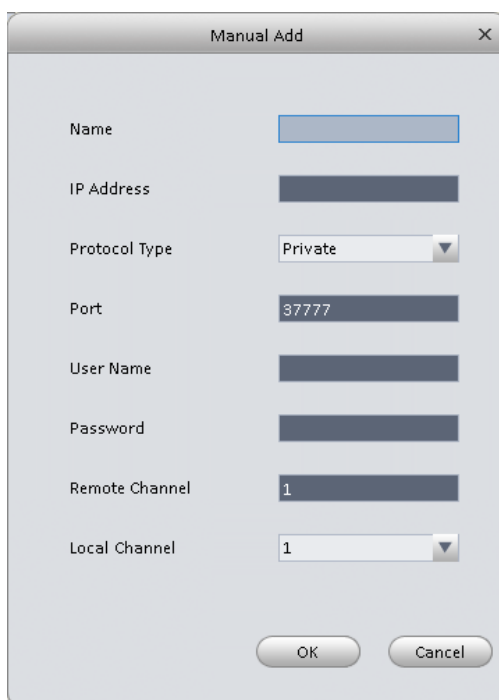 Manual Add
Name
IP Address
Protocol Type Private
Port 37777
User Name
Password
Remote Channel 1
Local Channel 1
OK Cancel